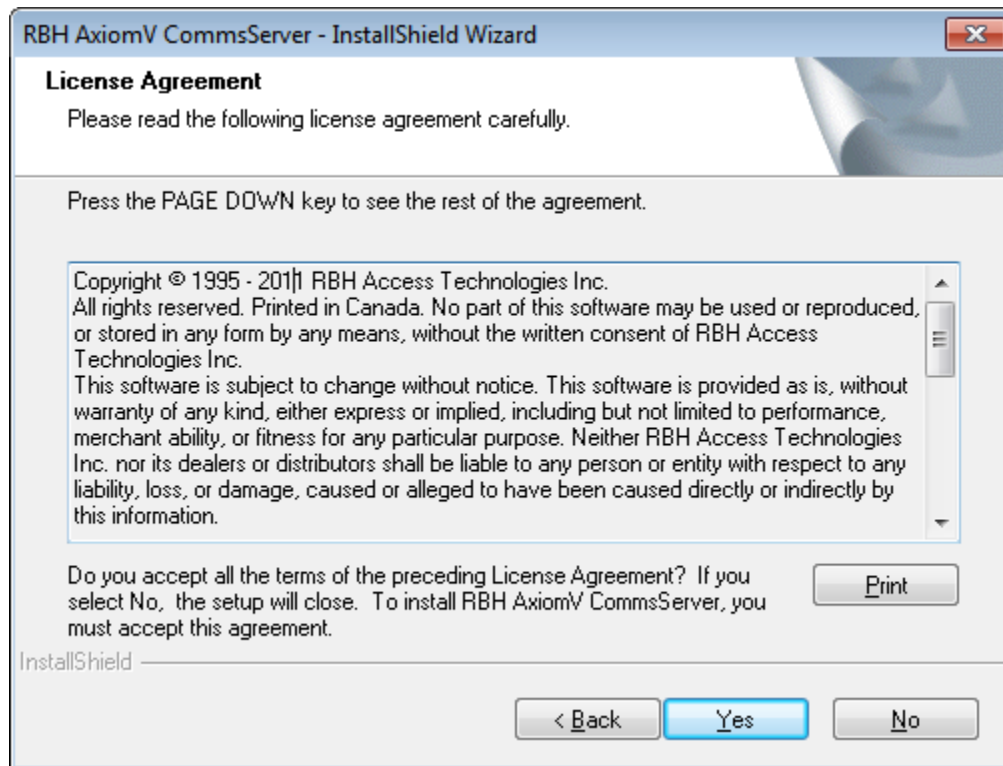 RBH AxiomV CommsServer - InstallShield Wizard
License Agreement
Please read the following license agreement carefully.
Press the PAGE DOWN key to see the rest of the agreement.
Copyright © 1995 - 2011 RBH Access Technologies Inc.
All rights reserved. Printed in Canada. No part of this software may be used or reproduced,
or stored in any form by any means, without the written consent of RBH Access
Technologies Inc.
This software is subject to change without notice. This software is provided as is, without
warranty of any kind, either express or implied, including but not limited to performance,
merchant ability, or fitness for any particular purpose. Neither RBH Access Technologies
Inc. nor its dealers or distributors shall be liable to any person or entity with respect to any
liability, loss, or damage, caused or alleged to have been caused directly or indirectly by
this information.
Do you accept all the terms of the preceding License Agreement?  If you
select No,  the setup will close.  To install RBH AxiomV CommsServer, you
must accept this agreement.
Print
InstallShield
< Back
Yes
No